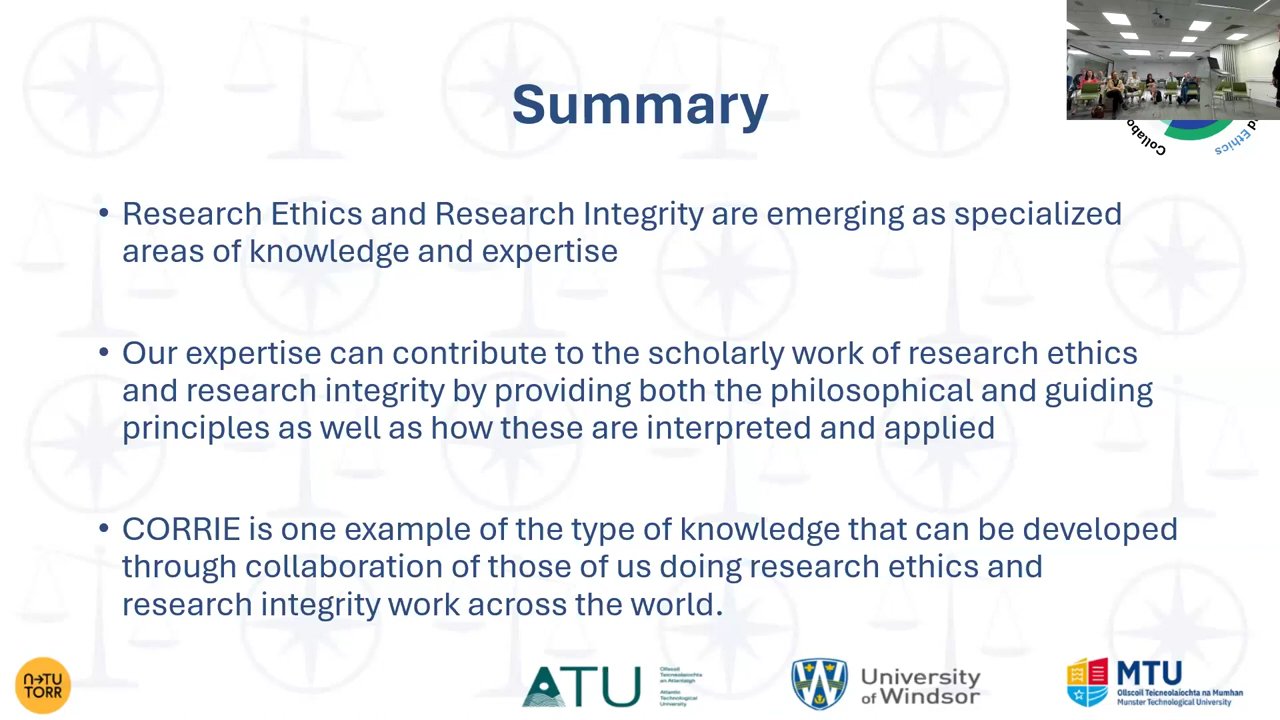 Summary
Collabo
d Ethics
• Research Ethics and Research Integrity are emerging as specialized
areas of knowledge and expertise
• Our expertise can contribute to the scholarly work of research ethics
and research integrity by providing both the philosophical and guiding
principles as well as how these are interpreted and applied
• CORRIE is one example of the type of knowledge that can be developed
through collaboration of those of us doing research ethics and
research integrity work across the world.
n→TU
TORR
ATU
Ollscoil
Teicneolaíochta
an Atlantaigh
Atlantic
Technological
University
University
of Windsor
MTU
Ollscoil Teicneolaíochta na Mumhan
Munster Technological University